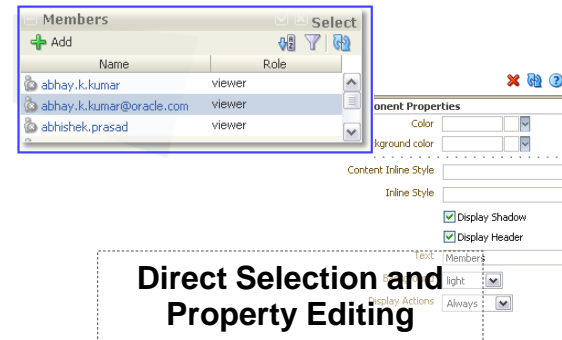 Members
Select
Add
Name Role
abhay.k.kumar viewer
abhay.k.kumar@oracle.com viewer
abhishek.prasad viewer
onent Properties
Color
kground color
Content Inline Style
Inline Style
Display Shadow
Display Header
Text Members
light
Display Actions Always
Direct Selection and
Property Editing